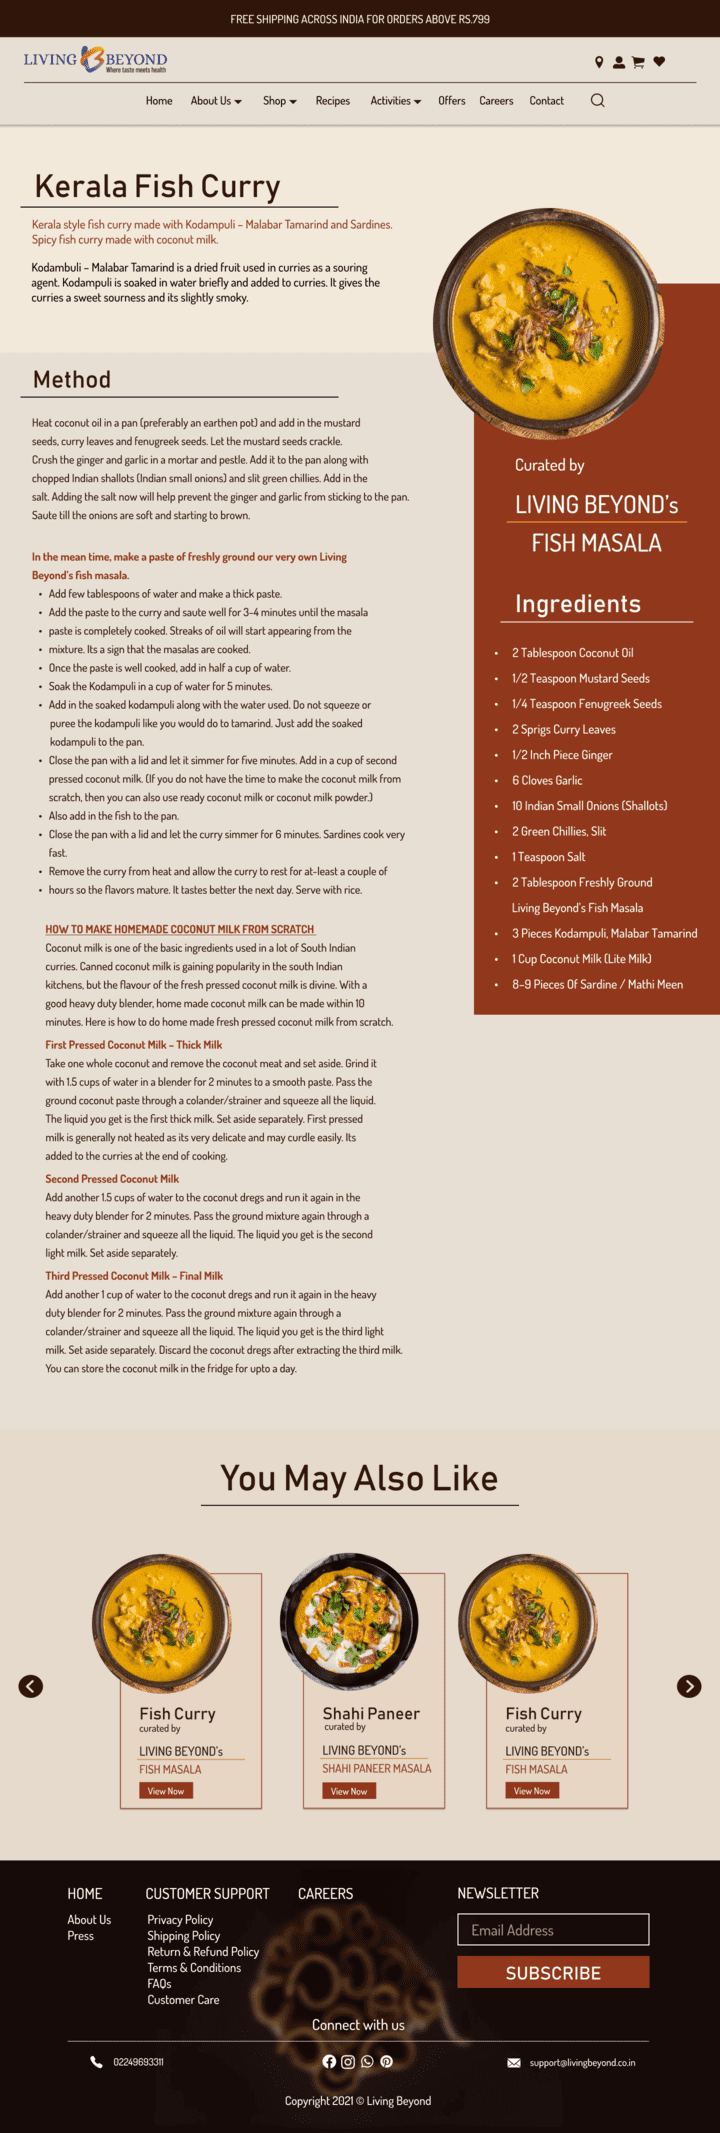 FREE SHIPPING ACROSS INDIA FOR ORDERS ABOVE RS.799
LIVING BEYOND
Where taste meets health
Home About Us Shop Recipes Activities Offers Careers Contact
Kerala Fish Curry
Kerala style fish curry made with Kodampuli – Malabar Tamarind and Sardines.
Spicy fish curry made with coconut milk.
Kodambuli – Malabar Tamarind is a dried fruit used in curries as a souring
agent. Kodampuli is soaked in water briefly and added to curries. It gives the
curries a sweet sourness and its slightly smoky.
Method
Heat coconut oil in a pan (preferably an earthen pot) and add in the mustard
seeds, curry leaves and fenugreek seeds. Let the mustard seeds crackle.
Crush the ginger and garlic in a mortar and pestle. Add it to the pan along with
chopped Indian shallots (Indian small onions) and slit green chillies. Add in the
salt. Adding the salt now will help prevent the ginger and garlic from sticking to the pan.
Saute till the onions are soft and starting to brown.
In the mean time, make a paste of freshly ground our very own Living
Beyond's fish masala.
• Add few tablespoons of water and make a thick paste.
• Add the paste to the curry and saute well for 3-4 minutes until the masala
• paste is completely cooked. Streaks of oil will start appearing from the
• mixture. Its a sign that the masalas are cooked.
• Once the paste is well cooked, add in half a cup of water.
• Soak the Kodampuli in a cup of water for 5 minutes.
• Add in the soaked kodampuli along with the water used. Do not squeeze or
puree the kodampuli like you would do to tamarind. Just add the soaked
kodampuli to the pan.
• Close the pan with a lid and let it simmer for five minutes. Add in a cup of second
pressed coconut milk. (If you do not have the time to make the coconut milk from
scratch, then you can also use ready coconut milk or coconut milk powder.)
• Also add in the fish to the pan.
• Close the pan with a lid and let the curry simmer for 6 minutes. Sardines cook very
fast.
• Remove the curry from heat and allow the curry to rest for at-least a couple of
• hours so the flavors mature. It tastes better the next day. Serve with rice.
HOW TO MAKE HOMEMADE COCONUT MILK FROM SCRATCH
Coconut milk is one of the basic ingredients used in a lot of South Indian
curries. Canned coconut milk is gaining popularity in the south Indian
kitchens, but the flavour of the fresh pressed coconut milk is divine. With a
good heavy duty blender, home made coconut milk can be made within 10
minutes. Here is how to do home made fresh pressed coconut milk from scratch.
First Pressed Coconut Milk – Thick Milk
Take one whole coconut and remove the coconut meat and set aside. Grind it
with 1.5 cups of water in a blender for 2 minutes to a smooth paste. Pass the
ground coconut paste through a colander/strainer and squeeze all the liquid.
The liquid you get is the first thick milk. Set aside separately. First pressed
milk is generally not heated as its very delicate and may curdle easily. Its
added to the curries at the end of cooking.
Second Pressed Coconut Milk
Add another 1.5 cups of water to the coconut dregs and run it again in the
heavy duty blender for 2 minutes. Pass the ground mixture again through a
colander/strainer and squeeze all the liquid. The liquid you get is the second
light milk. Set aside separately.
Third Pressed Coconut Milk – Final Milk
Add another 1 cup of water to the coconut dregs and run it again in the heavy
duty blender for 2 minutes. Pass the ground mixture again through a
colander/strainer and squeeze all the liquid. The liquid you get is the third light
milk. Set aside separately. Discard the coconut dregs after extracting the third milk.
You can store the coconut milk in the fridge for upto a day.
Curated by
LIVING BEYOND's
FISH MASALA
Ingredients
• 2 Tablespoon Coconut Oil
• 1/2 Teaspoon Mustard Seeds
• 1/4 Teaspoon Fenugreek Seeds
• 2 Sprigs Curry Leaves
• 1/2 Inch Piece Ginger
• 6 Cloves Garlic
• 10 Indian Small Onions (Shallots)
• 2 Green Chillies, Slit
• 1 Teaspoon Salt
• 2 Tablespoon Freshly Ground
Living Beyond's Fish Masala
• 3 Pieces Kodampuli, Malabar Tamarind
• 1 Cup Coconut Milk (Lite Milk)
• 8-9 Pieces Of Sardine / Mathi Meen
You May Also Like
Fish Curry
curated by
LIVING BEYOND's
FISH MASALA
View Now
Shahi Paneer
curated by
LIVING BEYOND's
SHAHI PANEER MASALA
View Now
Fish Curry
curated by
LIVING BEYOND's
FISH MASALA
View Now
HOME
About Us
Press
CUSTOMER SUPPORT
Privacy Policy
Shipping Policy
Return & Refund Policy
Terms & Conditions
FAQs
Customer Care
CAREERS
NEWSLETTER
Email Address
SUBSCRIBE
Connect with us
02249693311
support@livingbeyond.co.in
Copyright 2021 © Living Beyond